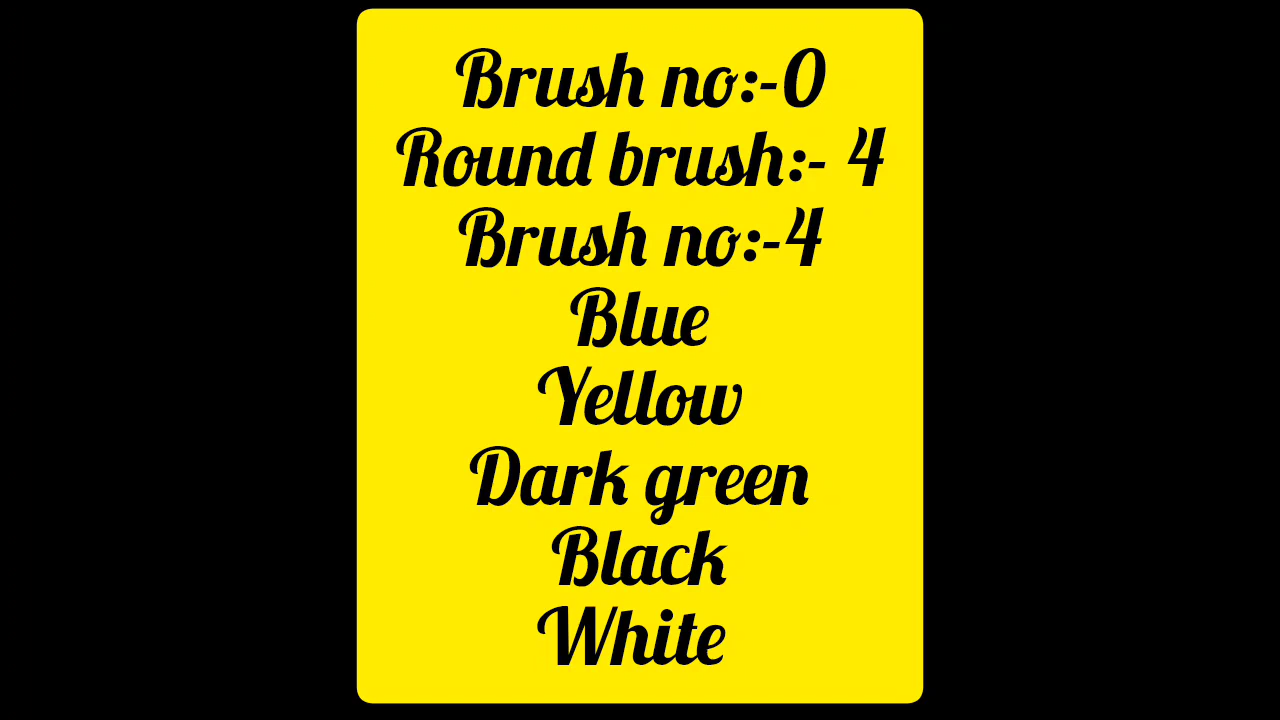 Brush no:-0
Round brush:- 4
Brush no:-4
Blue
Yellow
Dark green
Black
White